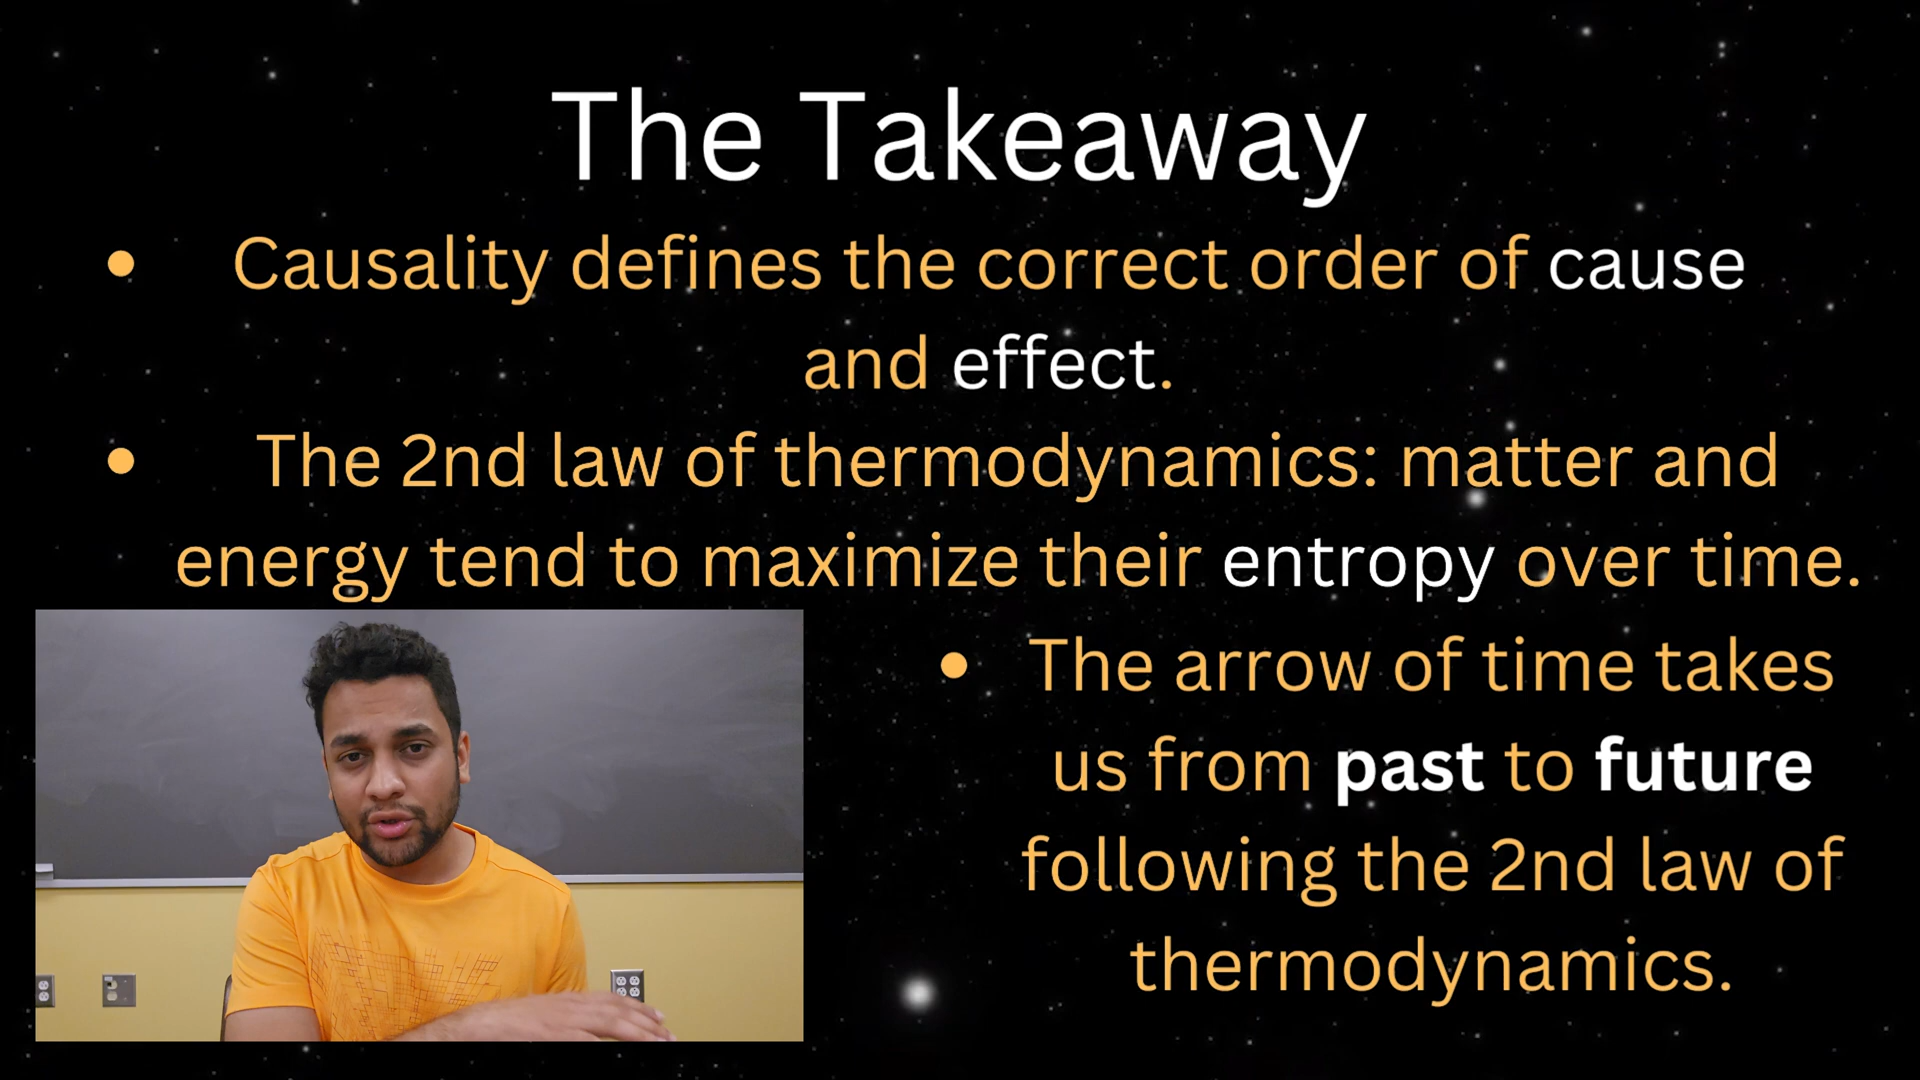 The Takeaway
• Causality defines the correct order of cause
and effect.
• The 2nd law of thermodynamics: matter and
energy tend to maximize their entropy over time.
• The arrow of time takes
us from past to future
following the 2nd law of
thermodynamics.